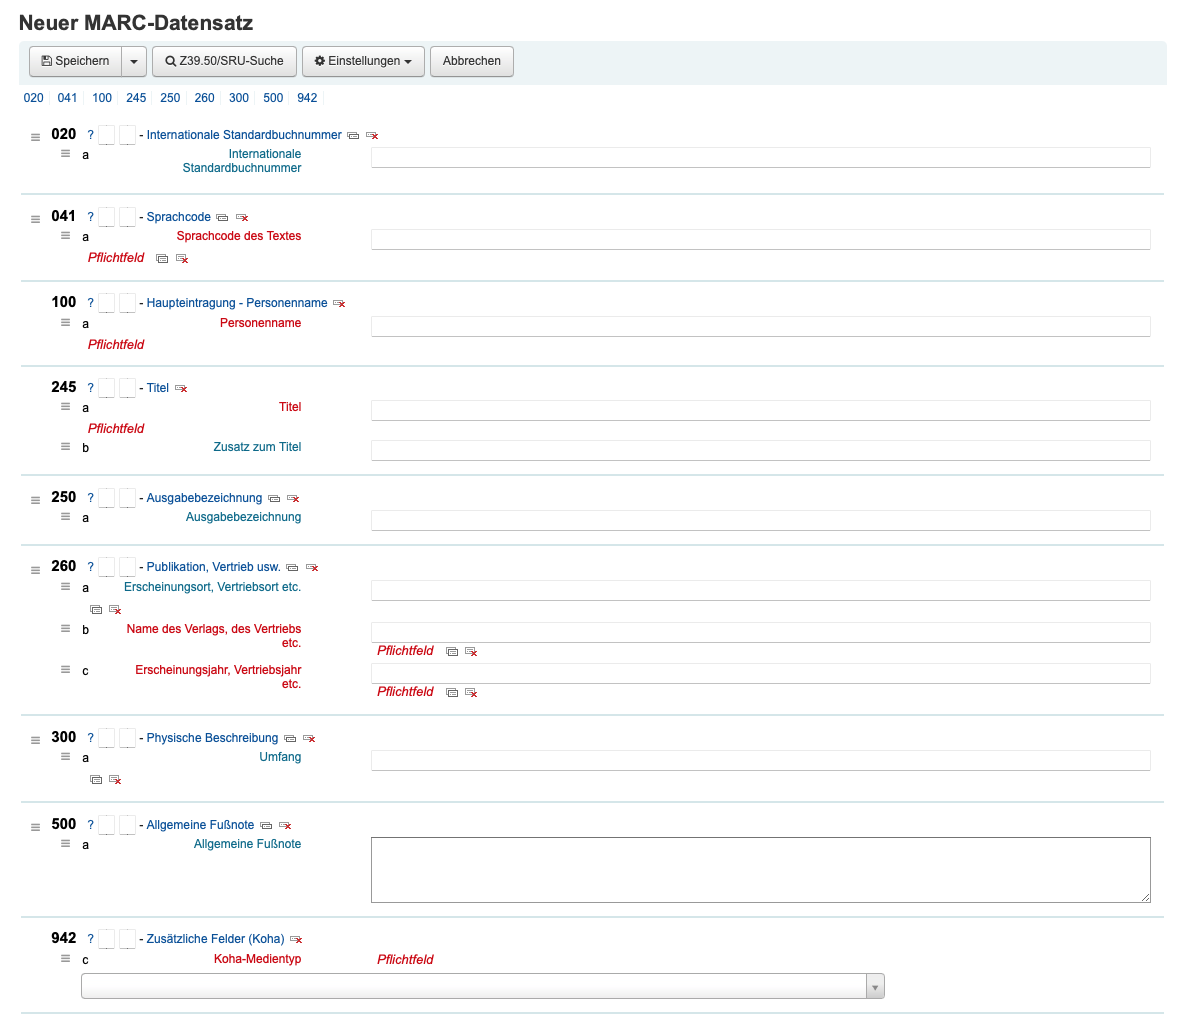 Neuer MARC-Datensatz
Speichern Z39.50/SRU-Suche Einstellungen Abbrechen
020 041 100 245 250 260 300 500 942
020 ? - Internationale Standardbuchnummer
a Internationale
Standardbuchnummer
041 ? - Sprachcode
a Sprachcode des Textes
Pflichtfeld
100 ? - Haupteintragung - Personenname
a Personenname
Pflichtfeld
245 ? - Titel
a Titel
Pflichtfeld
b Zusatz zum Titel
250 ? - Ausgabebezeichnung
a Ausgabebezeichnung
260 ? - Publikation, Vertrieb usw.
a Erscheinungsort, Vertriebsort etc.
b Name des Verlags, des Vertriebs
etc.
Pflichtfeld
c Erscheinungsjahr, Vertriebsjahr
etc.
Pflichtfeld
300 ? - Physische Beschreibung
a Umfang
500 ? - Allgemeine Fußnote
a Allgemeine Fußnote
942 ? - Zusätzliche Felder (Koha)
c Koha-Medientyp Pflichtfeld